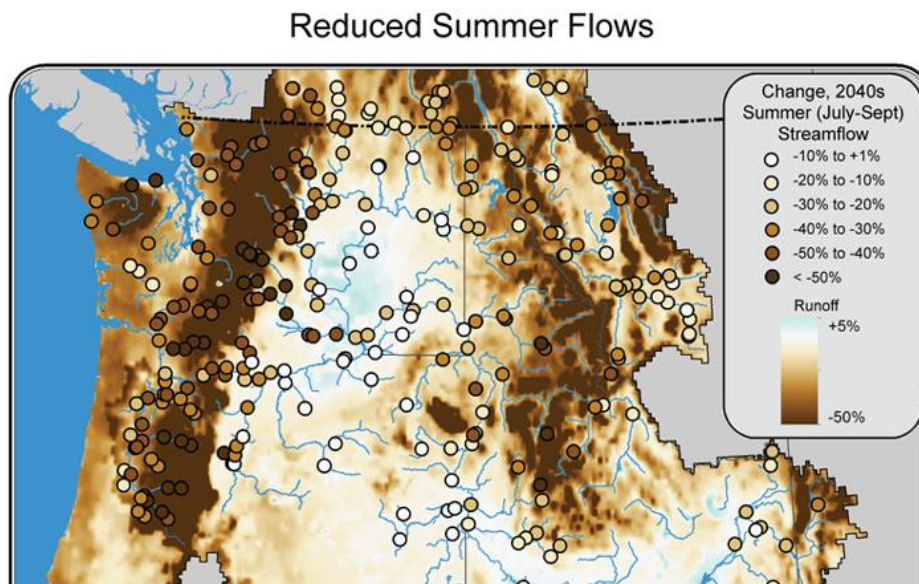 Reduced Summer Flows
Change, 2040s
Summer (July-Sept)
Streamflow
-10% to +1%
-20% to -10%
-30% to -20%
-40% to -30%
-50% to -40%
< -50%
Runoff
+5%
-50%